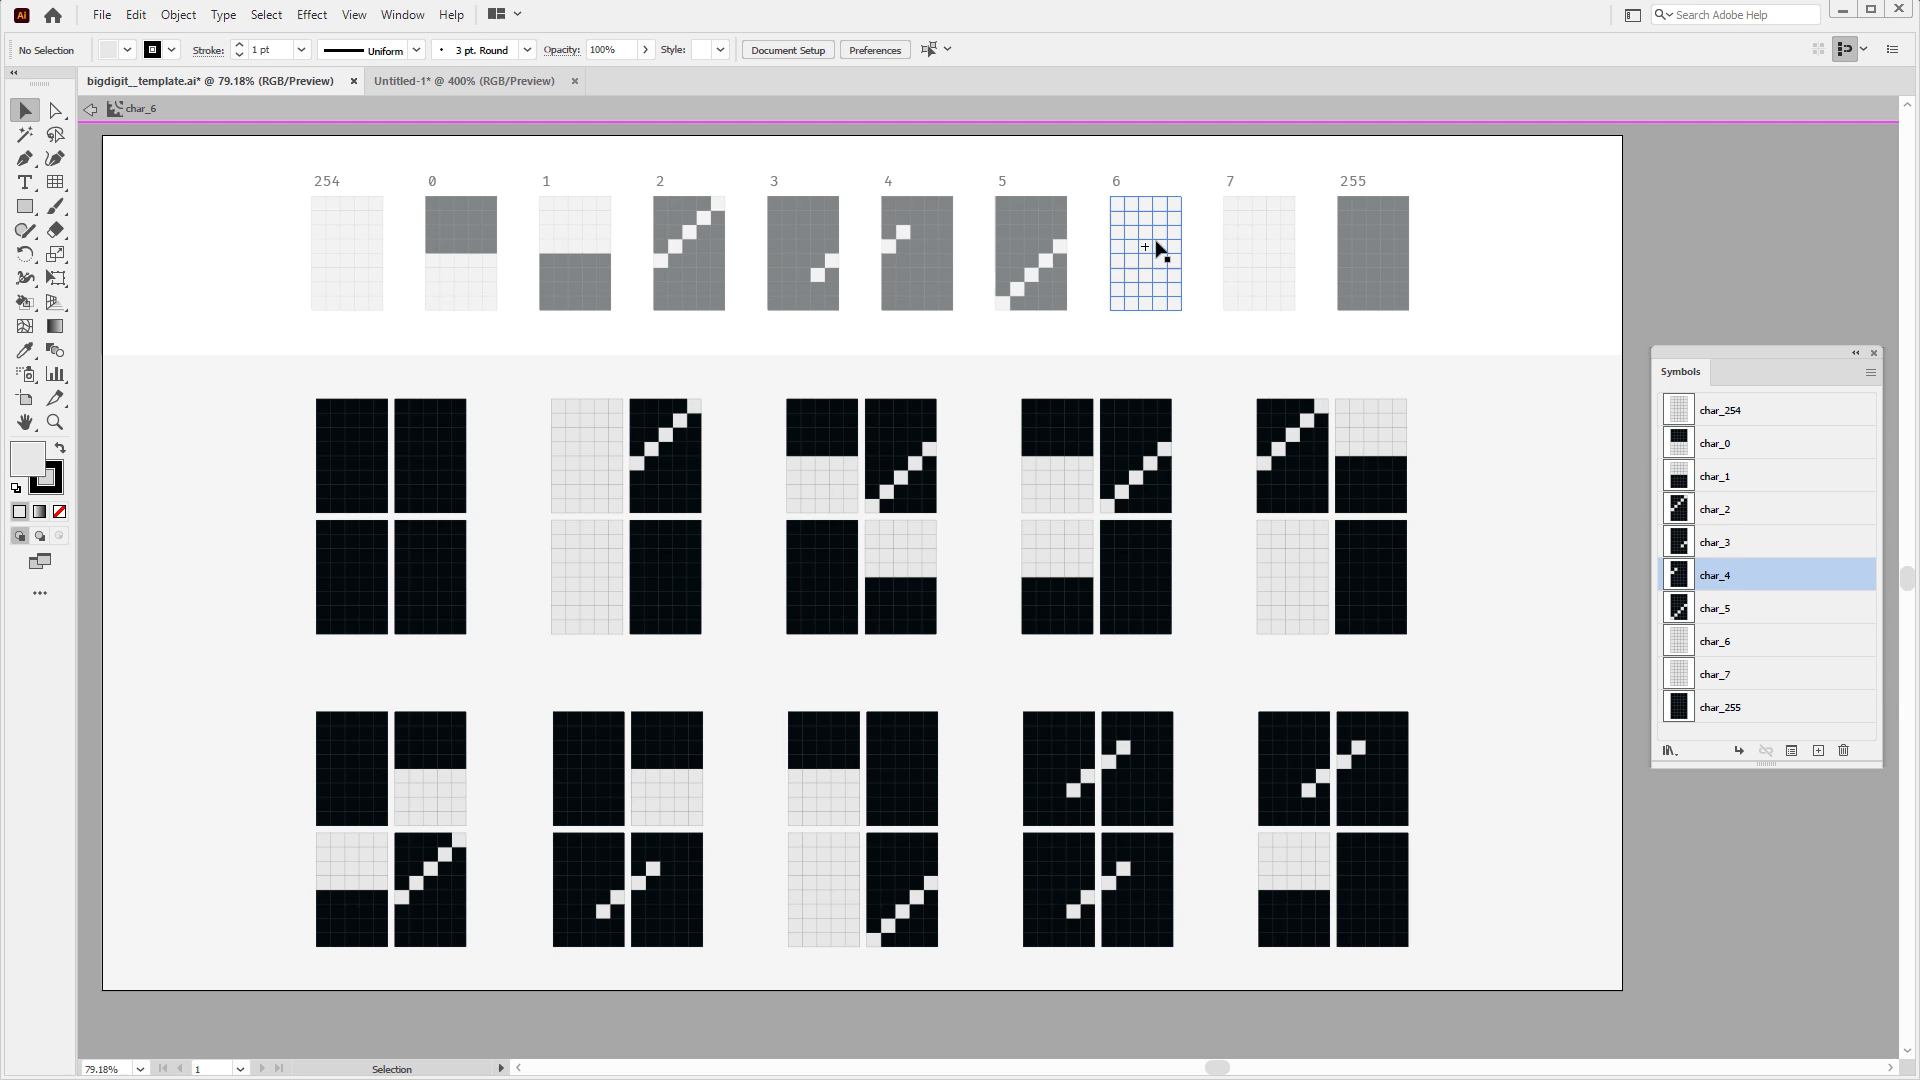 Ai File Edit Object Type Select Effect View Window Help Search Adobe Help
No Selection Stroke: 1 pt Uniform 3 pt. Round Opacity: 100% Style: Document Setup Preferences
bigdigit__template.ai* @ 79.18% (RGB/Preview) Untitled-1* @ 400% (RGB/Preview)
char_6
254 0 1 2 3 4 5 6 7 255
Symbols
char_254
char_0
char_1
char_2
char_3
char_4
char_5
char_6
char_7
char_255
79.18% 1 Selection